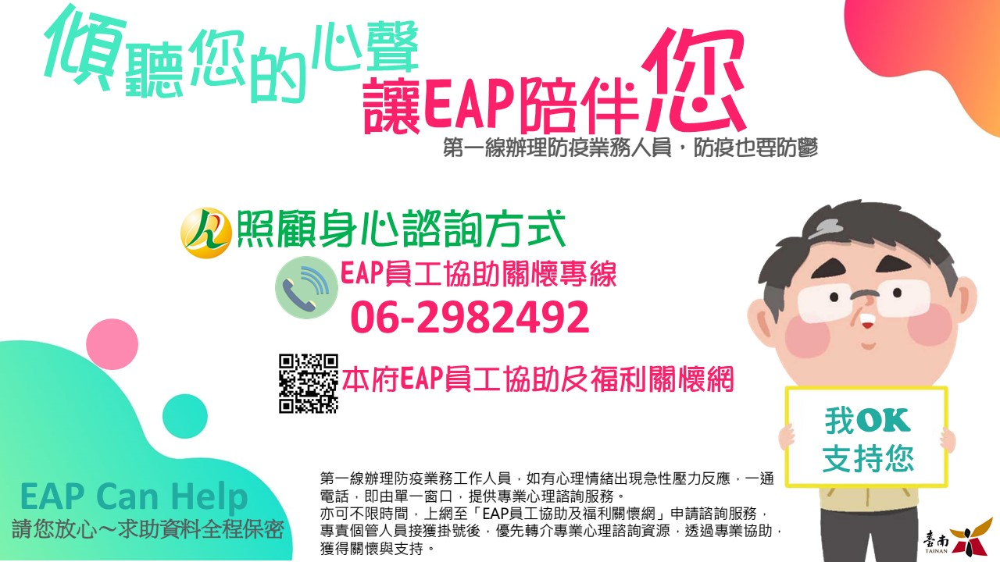 傾聽您的心聲
讓EAP陪伴您
第一線辦理防疫業務人員，防疫也要防鬱
照顧身心諮詢方式
EAP員工協助關懷專線
06-2982492
本府EAP員工協助及福利關懷網
我OK
支持您
EAP Can Help
請您放心～求助資料全程保密
第一線辦理防疫業務工作人員，如有心理情緒出現急性壓力反應，一通
電話，即由單一窗口，提供專業心理諮詢服務。
亦可不限時間，上網至「EAP員工協助及福利關懷網」申請諮詢服務，
專責個管人員接獲掛號後，優先轉介專業心理諮詢資源，透過專業協助，
獲得關懷與支持。
臺南
TAINAN